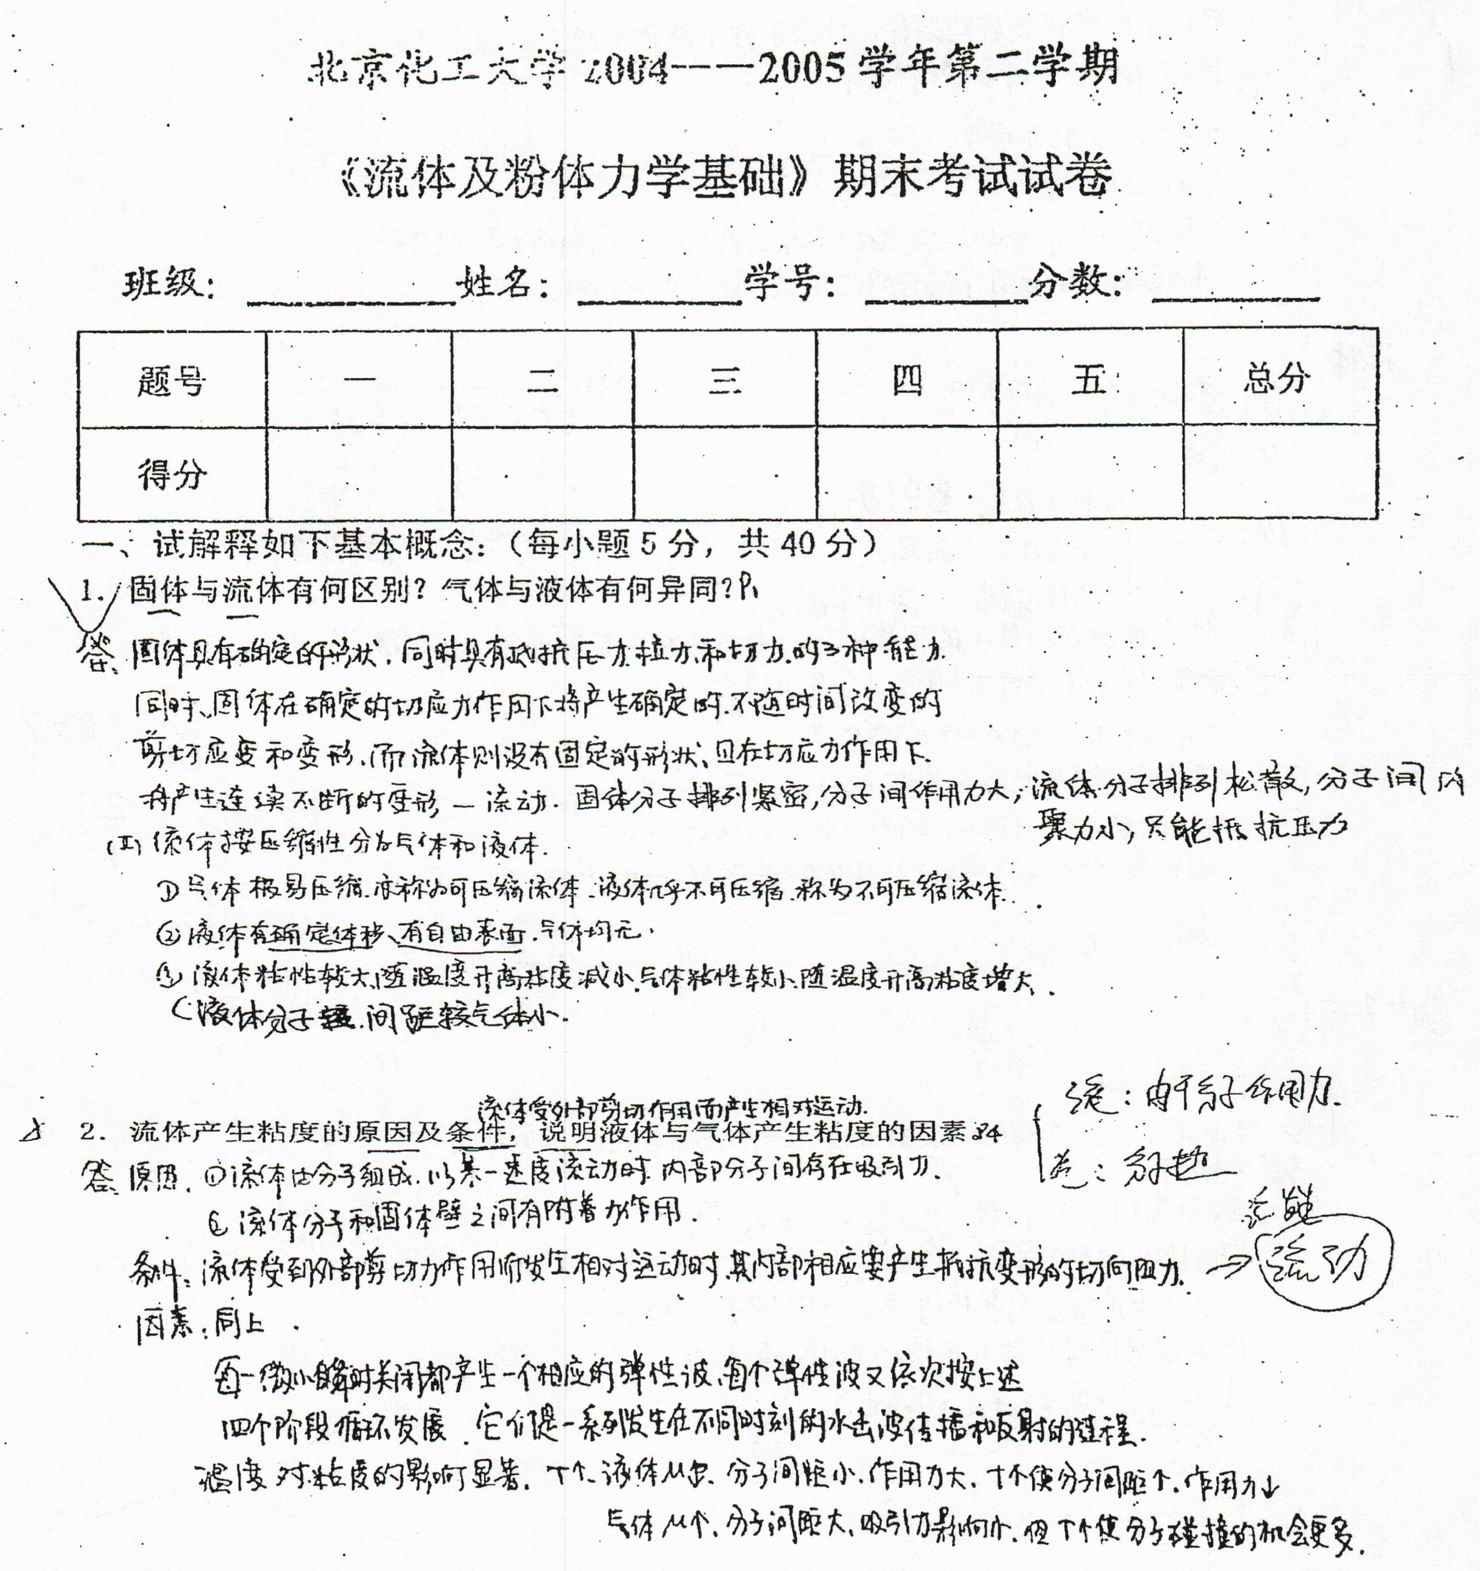 北京化工大学 2004——2005 学年第二学期
《流体及粉体力学基础》期末考试试卷
班级： 姓名： 学号： 分数：
题号 一 二 三 四 五 总分
得分
一、试解释如下基本概念：（每小题 5 分，共 40 分）
1. 固体与流体有何区别？气体与液体有何异同？P1
答、固体具有确定的形状、同时具有抵抗压力、拉力、和切力、的3种能力.
同时、固体在确定的切应力作用下将产生确定的、不随时间改变的
剪切应变和变形、而流体则没有固定的形状、且在切应力作用下、
将产生连续不断的变形 — 流动. 固体分子排列紧密,分子间作用力大, 流体分子排列松散, 分子间内
聚力小, 只能抵抗压力
(Ⅱ) 流体按压缩性分为气体和液体.
① 气体极易压缩、亦称为可压缩流体、液体几乎不可压缩、称为不可压缩流体.
② 液体有确定体积、有自由表面、气体均无.
③ 液体粘性较大、随温度升高粘度减小、气体粘性较小、随温度升高粘度增大.
(液体分子 间距较气体小.
流体受外部剪切作用而产生相对运动.
2. 流体产生粘度的原因及条件，说明液体与气体产生粘度的因素 P4
液：由于分子作用力.
气：分子热
答、原因、①流体由分子组成、以某一速度流动时、内部分子间存在吸引力.
② 流体分子和固体壁之间有附着力作用.
条件：流体受到外部剪切力作用而发生相对运动时、其内部相应要产生抵抗变形的切向阻力. → 流动
因素：同上.
每一微小瞬时关闭都产生一个相应的弹性波、每个弹性波又依次按上述
四个阶段循环发展、它们是一系列发生在不同时刻的水击波传播和反射的过程.
温度对粘度的影响显著. T个、液体μ 、分子间距小、作用力大、T个使分子间距个、作用力↓
气体μ个、分子间距大、吸引力影响小、但T个使分子碰撞的机会更多.